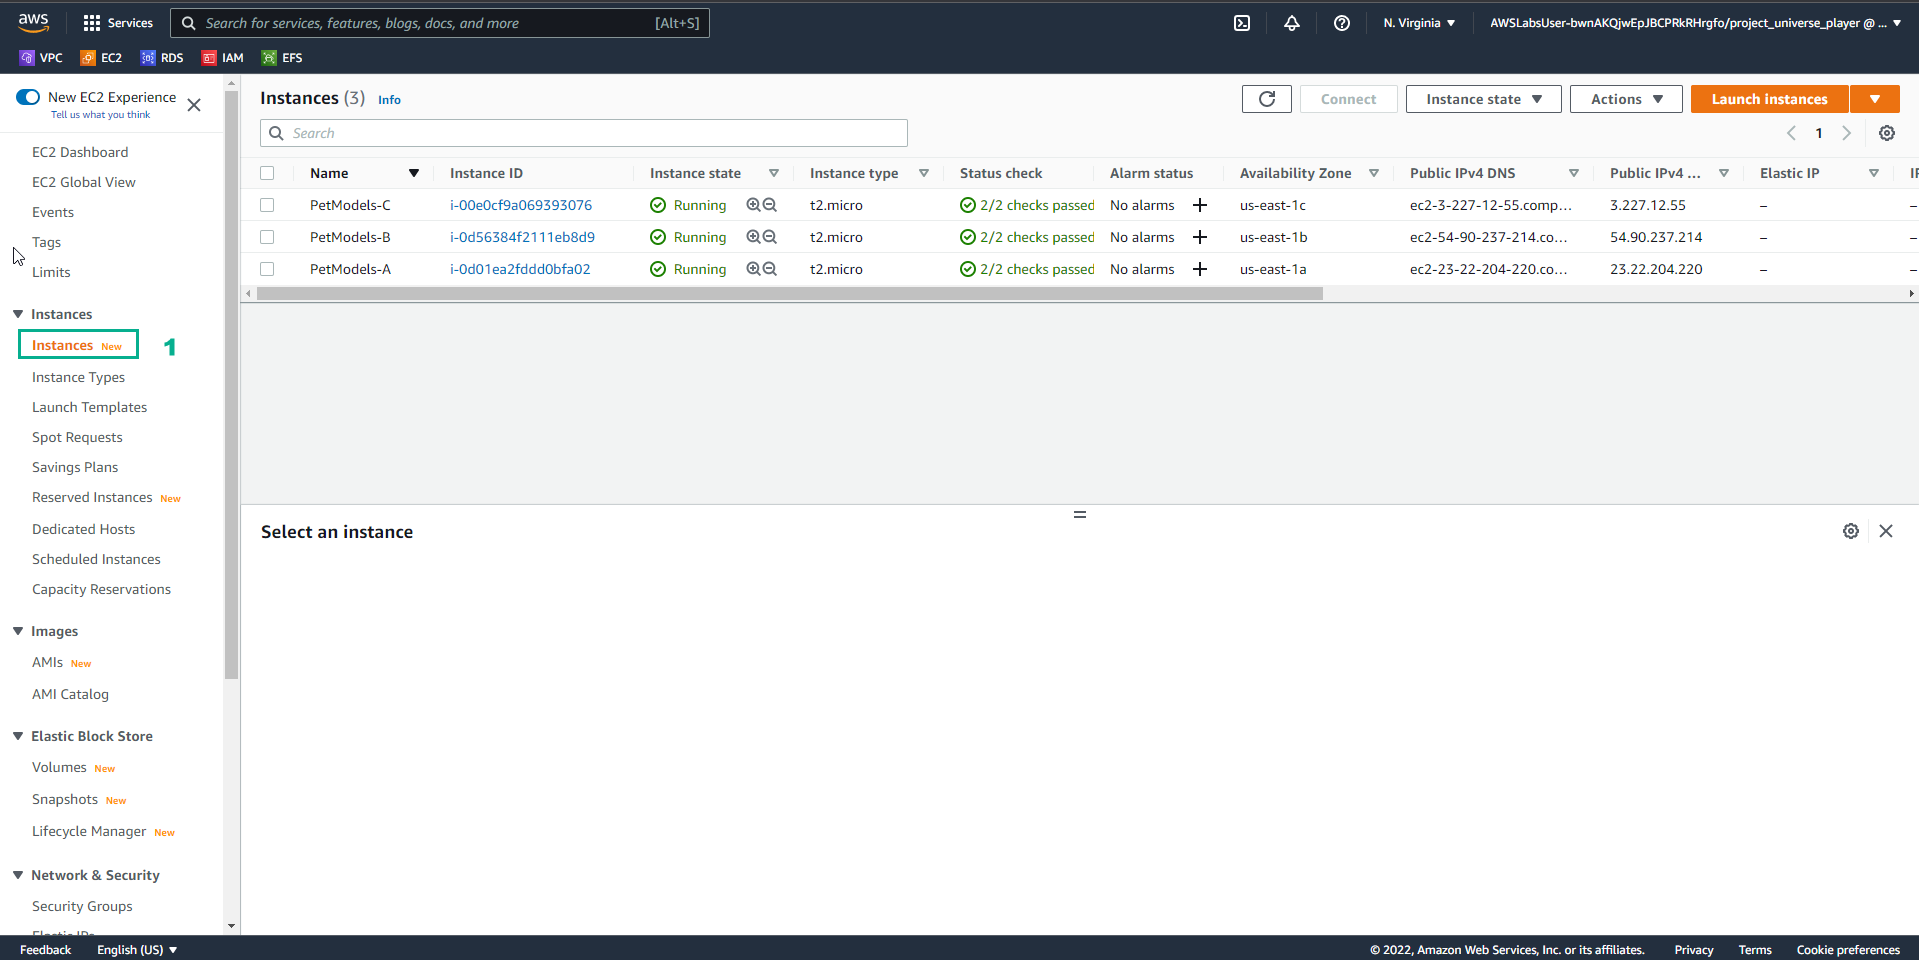 aws Services Search for services, features, blogs, docs, and more [Alt+S] N. Virginia AWSLabsUser-bwnAKQjwEpJBCPRkRHrgfo/project_universe_player @ ...
VPC EC2 RDS IAM EFS
New EC2 Experience
Tell us what you think
EC2 Dashboard
EC2 Global View
Events
Tags
Limits
Instances
Instances New 1
Instance Types
Launch Templates
Spot Requests
Savings Plans
Reserved Instances New
Dedicated Hosts
Scheduled Instances
Capacity Reservations
Images
AMIs New
AMI Catalog
Elastic Block Store
Volumes New
Snapshots New
Lifecycle Manager New
Network & Security
Security Groups
Instances (3) Info Connect Instance state Actions Launch instances
Search 1
Name Instance ID Instance state Instance type Status check Alarm status Availability Zone Public IPv4 DNS Public IPv4 ... Elastic IP
PetModels-C i-00e0cf9a069393076 Running t2.micro 2/2 checks passed No alarms + us-east-1c ec2-3-227-12-55.comp... 3.227.12.55 – –
PetModels-B i-0d56384f2111eb8d9 Running t2.micro 2/2 checks passed No alarms + us-east-1b ec2-54-90-237-214.co... 54.90.237.214 – –
PetModels-A i-0d01ea2fddd0bfa02 Running t2.micro 2/2 checks passed No alarms + us-east-1a ec2-23-22-204-220.co... 23.22.204.220 – –
Select an instance
Feedback English (US) © 2022, Amazon Web Services, Inc. or its affiliates. Privacy Terms Cookie preferences